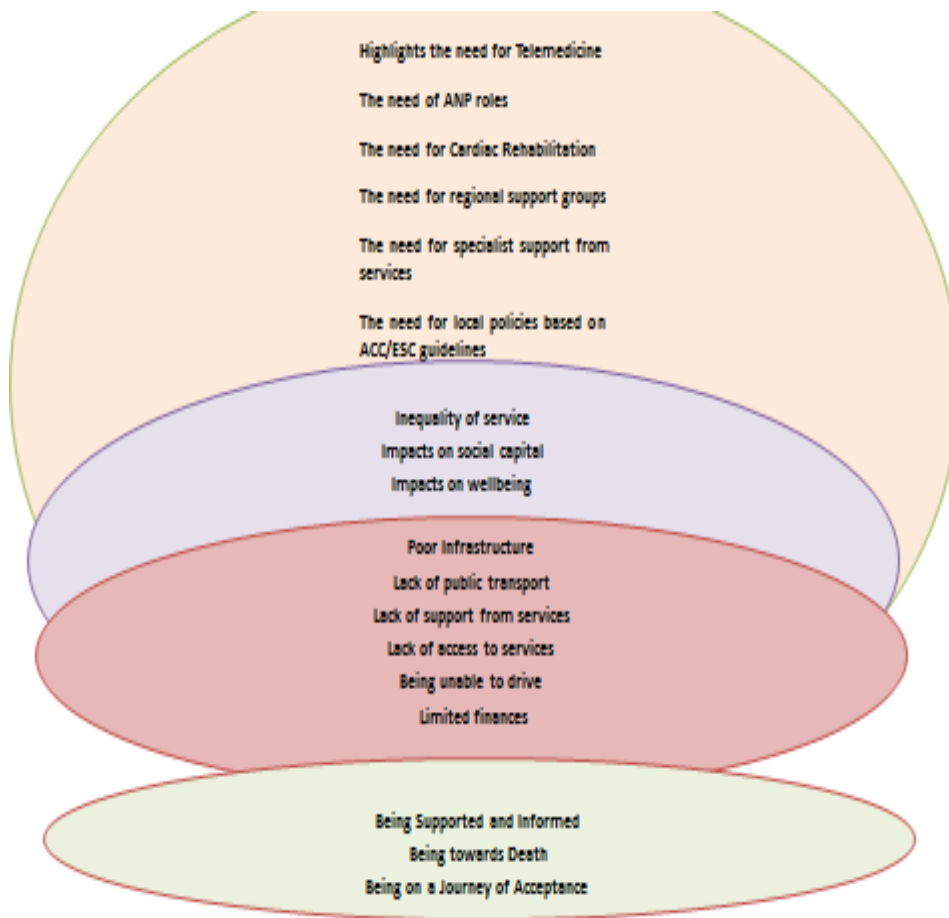 Highlights the need for Telemedicine
The need of ANP roles
The need for Cardiac Rehabilitation
The need for regional support groups
The need for specialist support from
services
The need for local policies based on
ACC/ESC guidelines
Inequality of service
Impacts on social capital
Impacts on wellbeing
Poor Infrastructure
Lack of public transport
Lack of support from services
Lack of access to services
Being unable to drive
Limited finances
Being Supported and Informed
Being towards Death
Being on a Journey of Acceptance